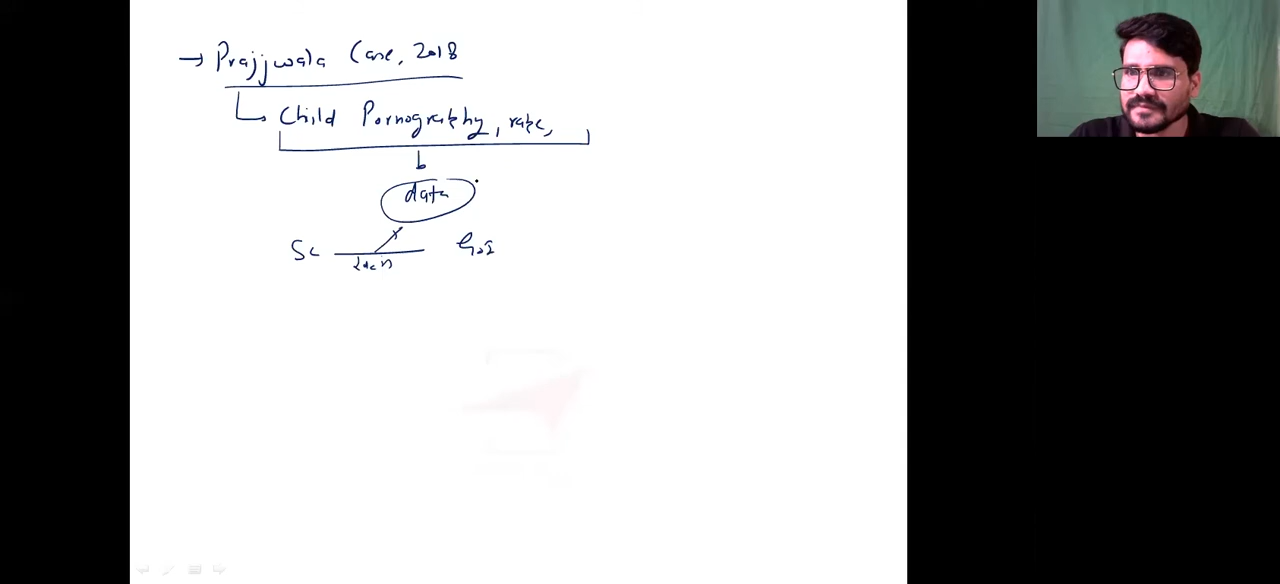 → Prajjwala Case, 2018
Child Pornography, rape,
data
SC GoI